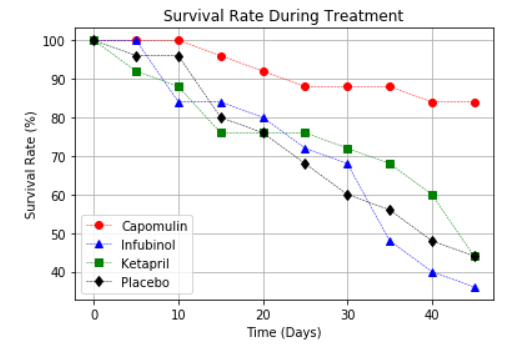 Survival Rate During Treatment
100
90
80
70
60
50
40
Survival Rate (%)
Capomulin
Infubinol
Ketapril
Placebo
0
10
20
30
40
Time (Days)